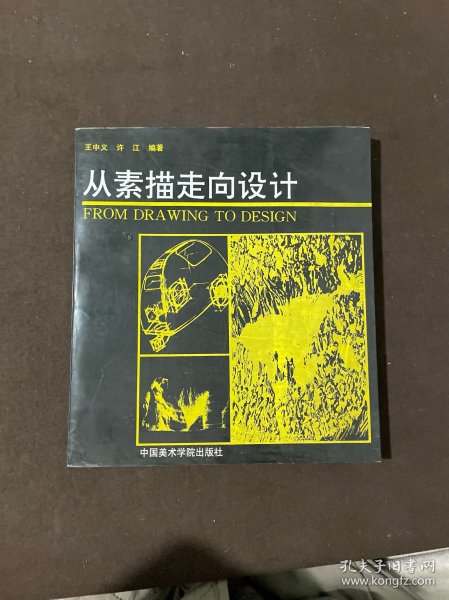 王中义 许江 编著
从素描走向设计
FROM DRAWING TO DESIGN
中国美术学院出版社
孔夫子旧书网
www.kongfz.com